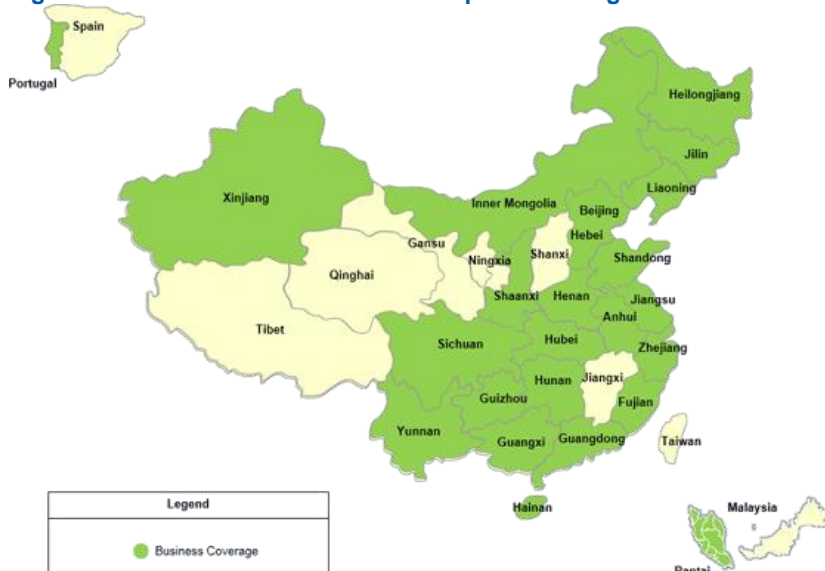 Spain
Portugal
Heilongjiang
Jilin
Liaoning
Xinjiang
Inner Mongolia
Beijing
Hebei
Gansu
Ningxia
Shanxi
Shandong
Qinghai
Shaanxi
Henan
Jiangsu
Anhui
Tibet
Sichuan
Hubei
Zhejiang
Hunan
Jiangxi
Guizhou
Fujian
Yunnan
Guangxi
Guangdong
Taiwan
Hainan
Malaysia
Legend
Business Coverage